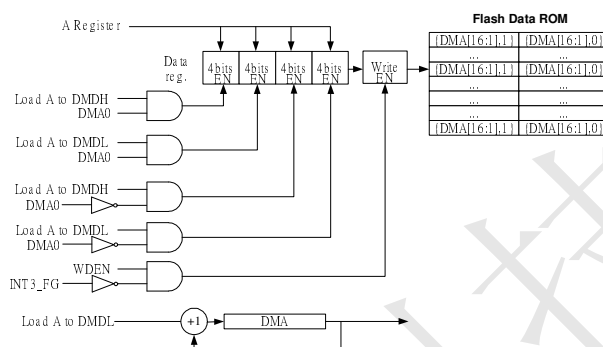 Flash Data ROM
A Register
Data reg.
4bits EN
4bits EN
4bits EN
4bits EN
Write EN
{DMA[16:1],1} {DMA[16:1],0}
... ...
{DMA[16:1],1} {DMA[16:1],0}
... ...
... ...
... ...
{DMA[16:1],1} {DMA[16:1],0}
Load A to DMDH
DMA0
Load A to DMDL
DMA0
Load A to DMDH
DMA0
Load A to DMDL
DMA0
WDEN
INT3_FG
Load A to DMDL
+1
DMA